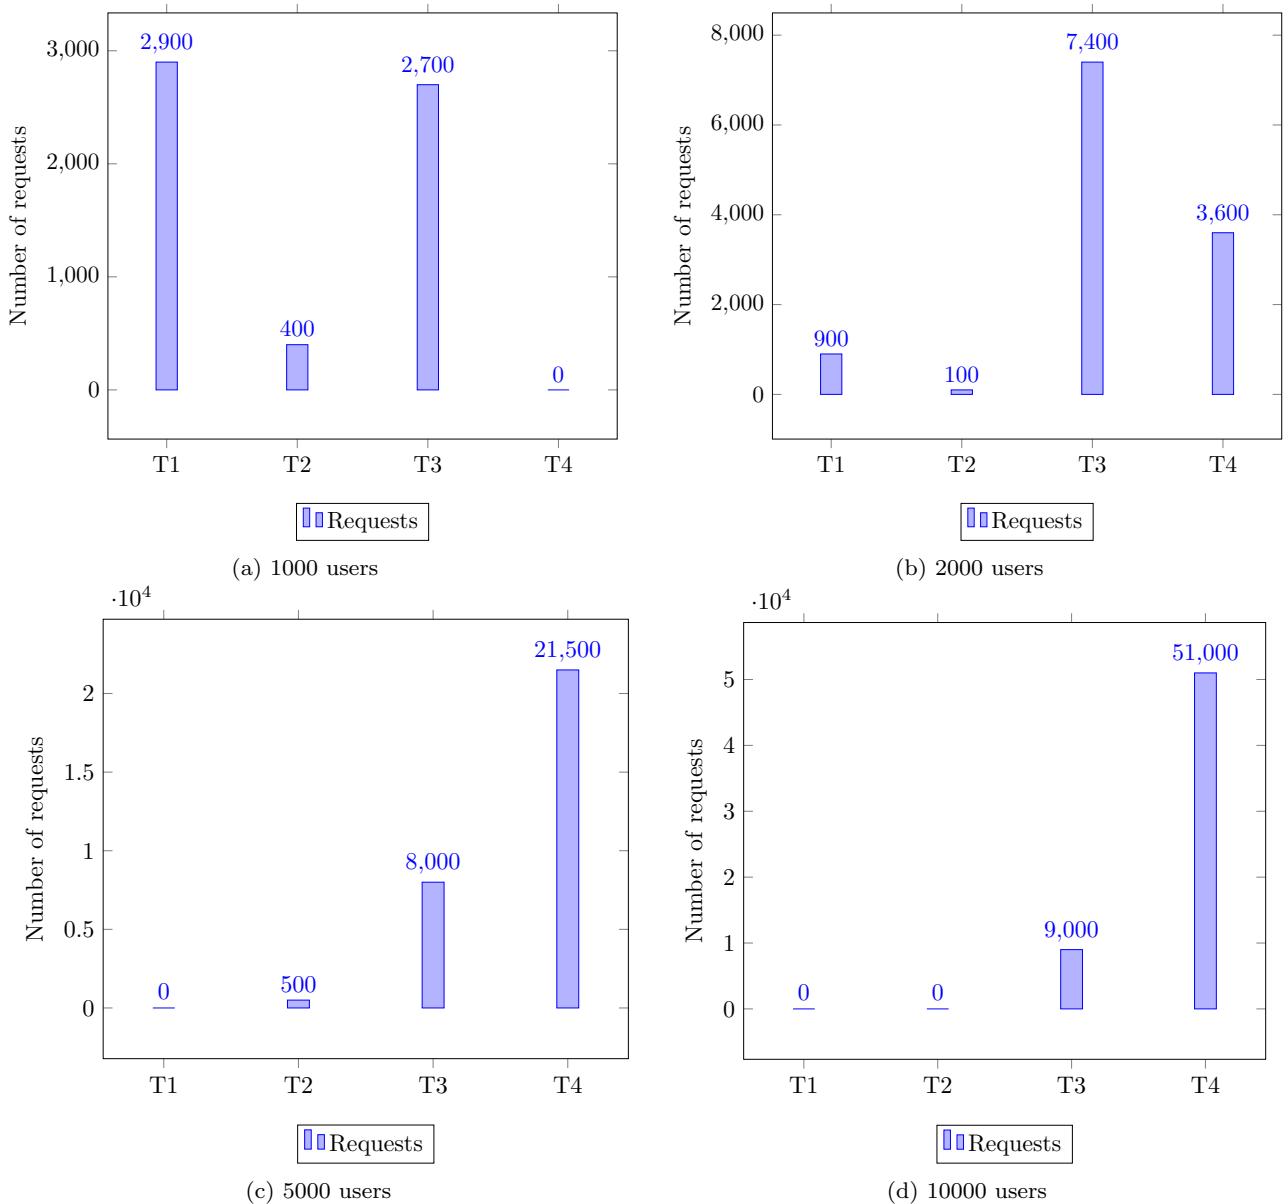 Number of requests
3,000
2,000
1,000
0
2,900
400
2,700
0
T1 T2 T3 T4
Requests
(a) 1000 users
Number of requests
8,000
6,000
4,000
2,000
0
900
100
7,400
3,600
T1 T2 T3 T4
Requests
(b) 2000 users
·10⁴
Number of requests
2
1.5
1
0.5
0
0
500
8,000
21,500
T1 T2 T3 T4
Requests
(c) 5000 users
·10⁴
Number of requests
5
4
3
2
1
0
0
0
9,000
51,000
T1 T2 T3 T4
Requests
(d) 10000 users